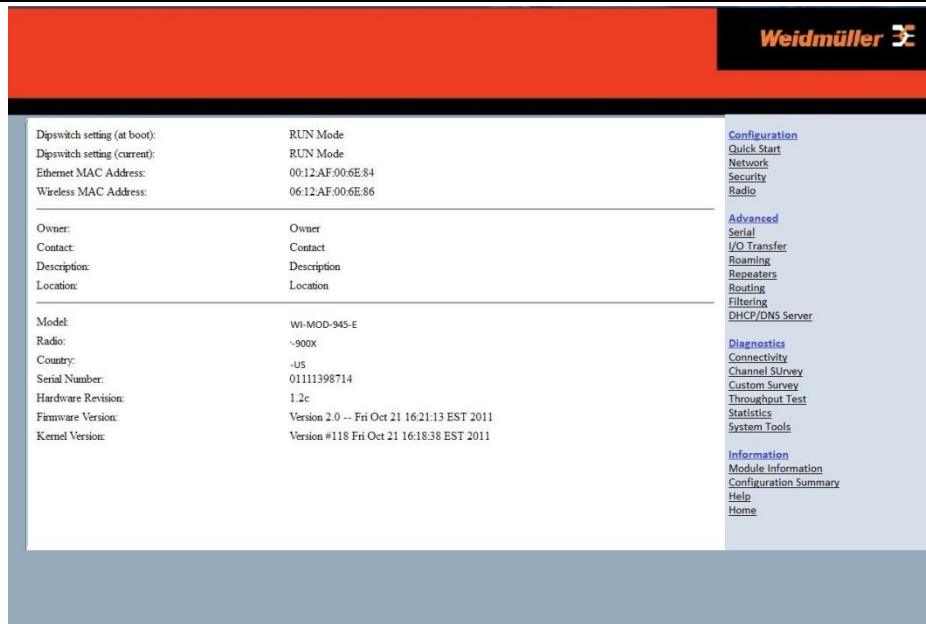 Weidmüller
Dipswitch setting (at boot): RUN Mode
Dipswitch setting (current): RUN Mode
Ethernet MAC Address: 00:12:AF:00:6E:84
Wireless MAC Address: 06:12:AF:00:6E:86
Owner: Owner
Contact: Contact
Description: Description
Location: Location
Model: WI-MOD-945-E
Radio: -900X
Country: -US
Serial Number: 01111398714
Hardware Revision: 1.2c
Firmware Version: Version 2.0 -- Fri Oct 21 16:21:13 EST 2011
Kernel Version: Version #118 Fri Oct 21 16:18:38 EST 2011
Configuration
Quick Start
Network
Security
Radio
Advanced
Serial
I/O Transfer
Roaming
Repeaters
Routing
Filtering
DHCP/DNS Server
Diagnostics
Connectivity
Channel SUrvey
Custom Survey
Throughput Test
Statistics
System Tools
Information
Module Information
Configuration Summary
Help
Home